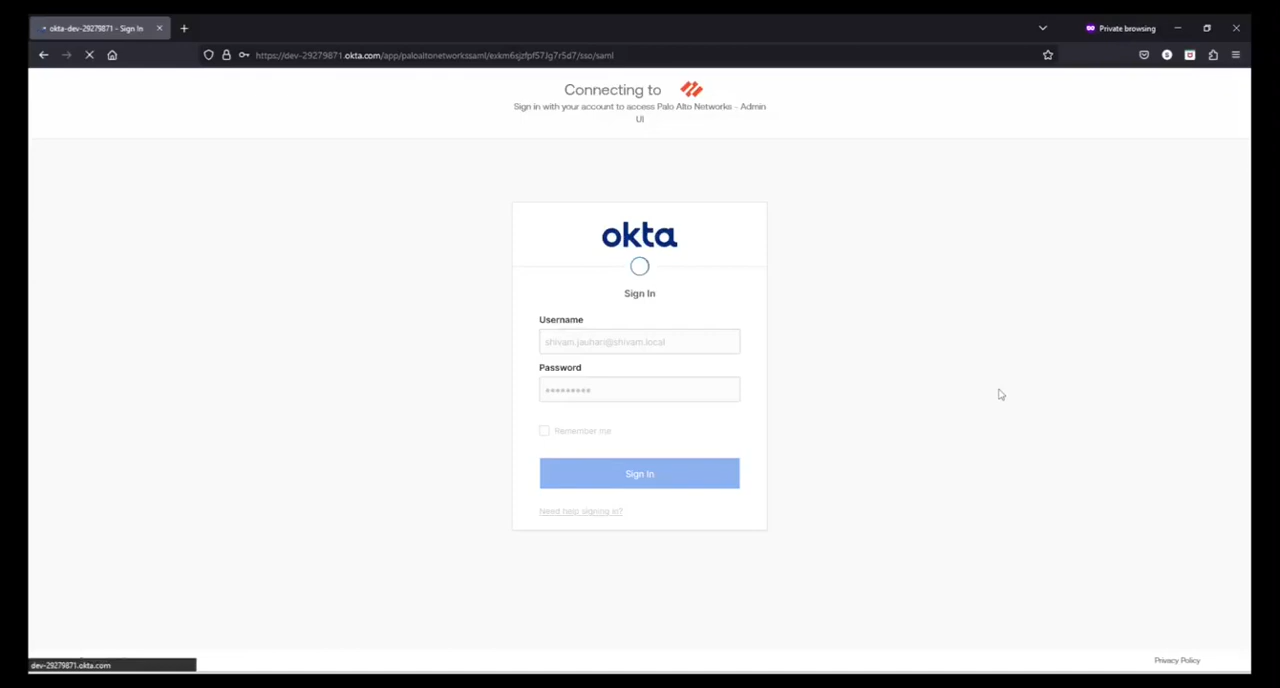 okta-dev-29279871 - Sign In
Private browsing
https://dev-29279871.okta.com/app/paloaltonetworkssaml/exkm6sjzfpf57Jg7r5d7/sso/saml
Connecting to
Sign in with your account to access Palo Alto Networks - Admin
UI
okta
Sign In
Username
shivam.jauhari@shivam.local
Password
Remember me
Sign In
Need help signing in?
dev-29279871.okta.com
Privacy Policy